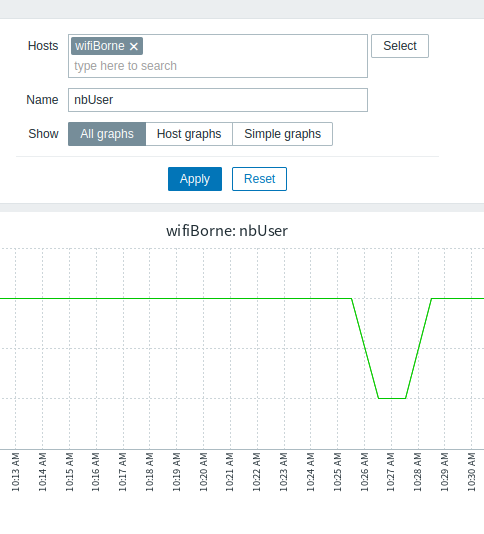 Hosts wifiBorne ✕ Select
type here to search
Name nbUser
Show All graphs Host graphs Simple graphs
Apply Reset
wifiBorne: nbUser
10:13 AM
10:14 AM
10:15 AM
10:16 AM
10:17 AM
10:18 AM
10:19 AM
10:20 AM
10:21 AM
10:22 AM
10:23 AM
10:24 AM
10:25 AM
10:26 AM
10:27 AM
10:28 AM
10:29 AM
10:30 AM